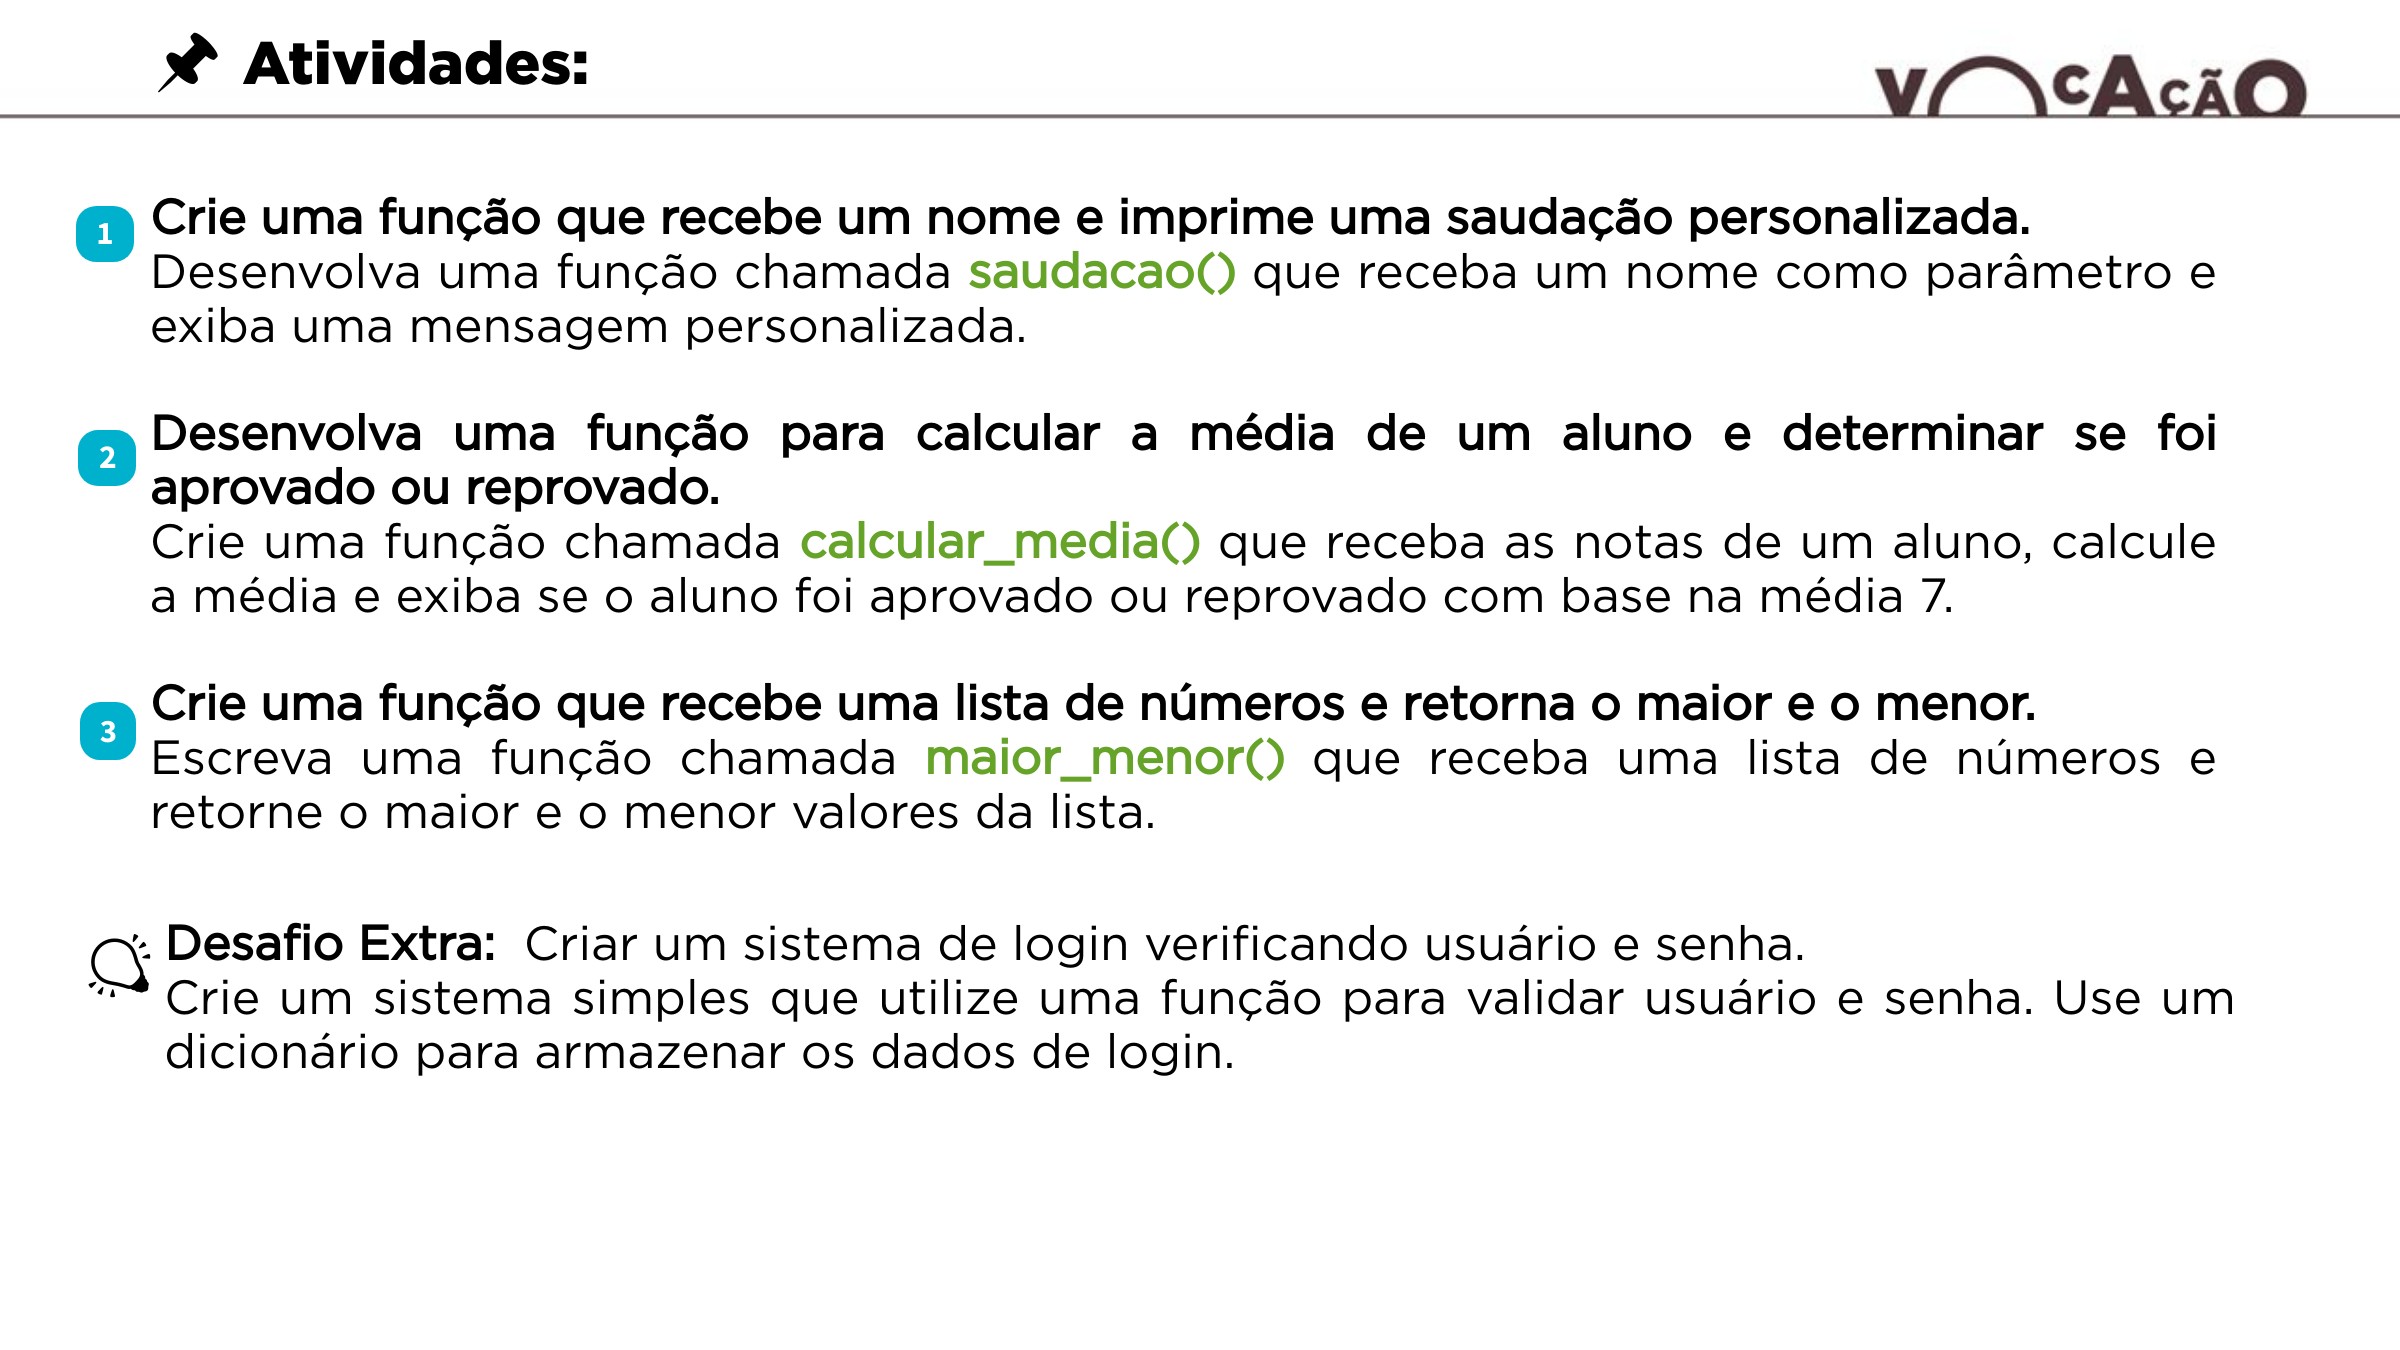 Atividades:
VOCAÇÃO
1
Crie uma função que recebe um nome e imprime uma saudação personalizada.
Desenvolva uma função chamada saudacao() que receba um nome como parâmetro e
exiba uma mensagem personalizada.
2
Desenvolva uma função para calcular a média de um aluno e determinar se foi
aprovado ou reprovado.
Crie uma função chamada calcular_media() que receba as notas de um aluno, calcule
a média e exiba se o aluno foi aprovado ou reprovado com base na média 7.
3
Crie uma função que recebe uma lista de números e retorna o maior e o menor.
Escreva uma função chamada maior_menor() que receba uma lista de números e
retorne o maior e o menor valores da lista.
Desafio Extra: Criar um sistema de login verificando usuário e senha.
Crie um sistema simples que utilize uma função para validar usuário e senha. Use um
dicionário para armazenar os dados de login.